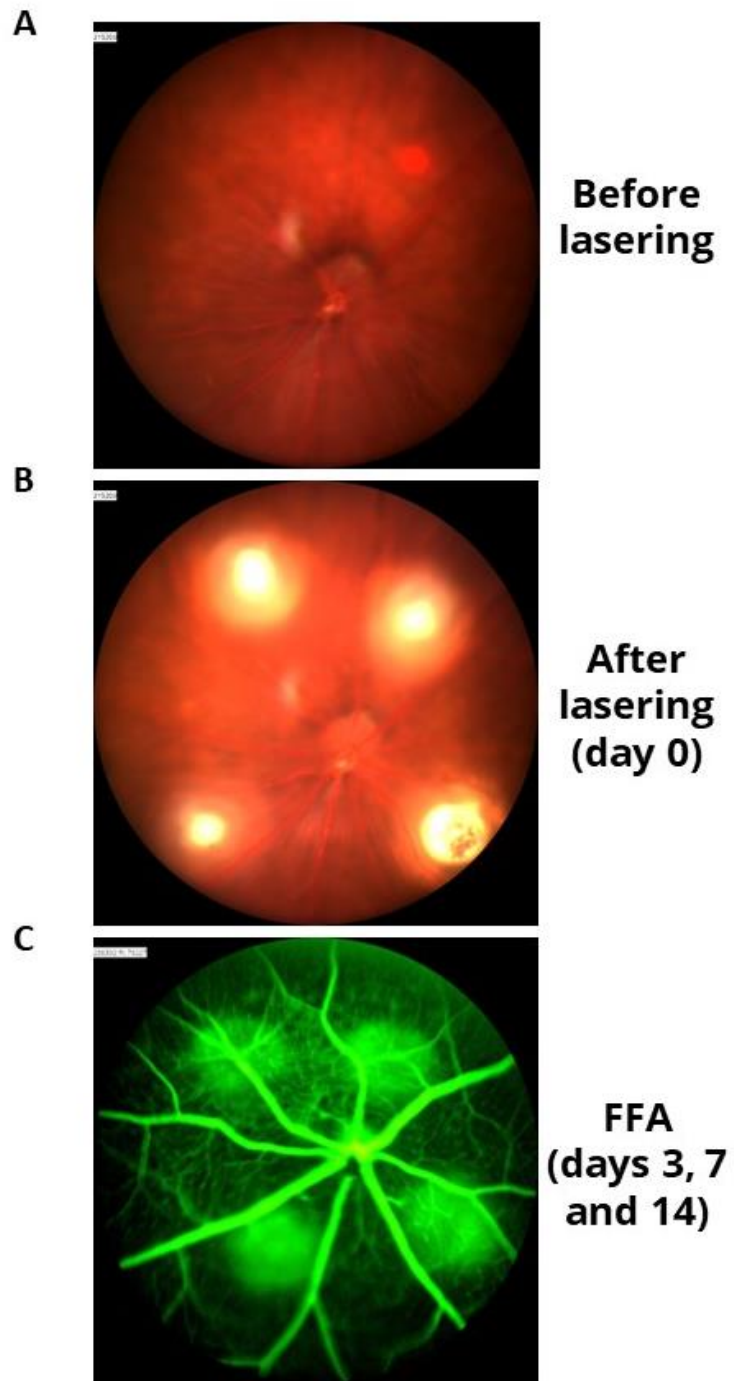 A
Before
lasering
B
After
lasering
(day 0)
C
FFA
(days 3, 7
and 14)